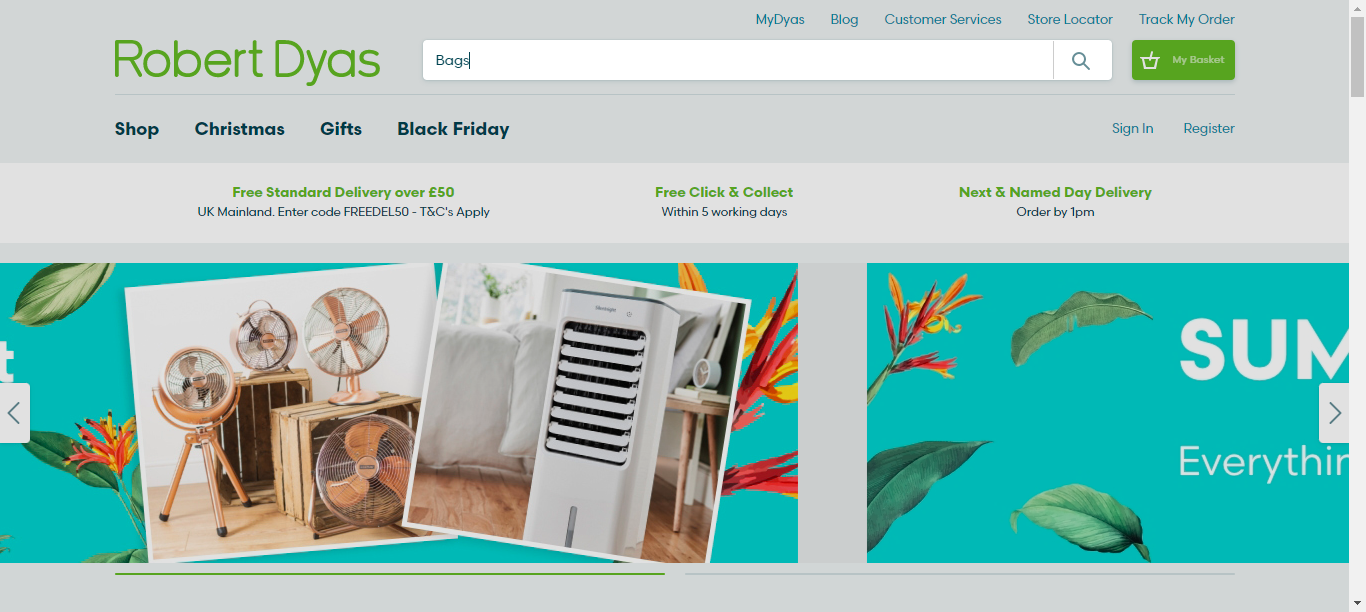 MyDyas
Blog
Customer Services
Store Locator
Track My Order
Robert Dyas
Bags
My Basket
Shop
Christmas
Gifts
Black Friday
Sign In
Register
Free Standard Delivery over £50
UK Mainland. Enter code FREEDEL50 - T&C's Apply
Free Click & Collect
Within 5 working days
Next & Named Day Delivery
Order by 1pm
t
SUM
Everythin